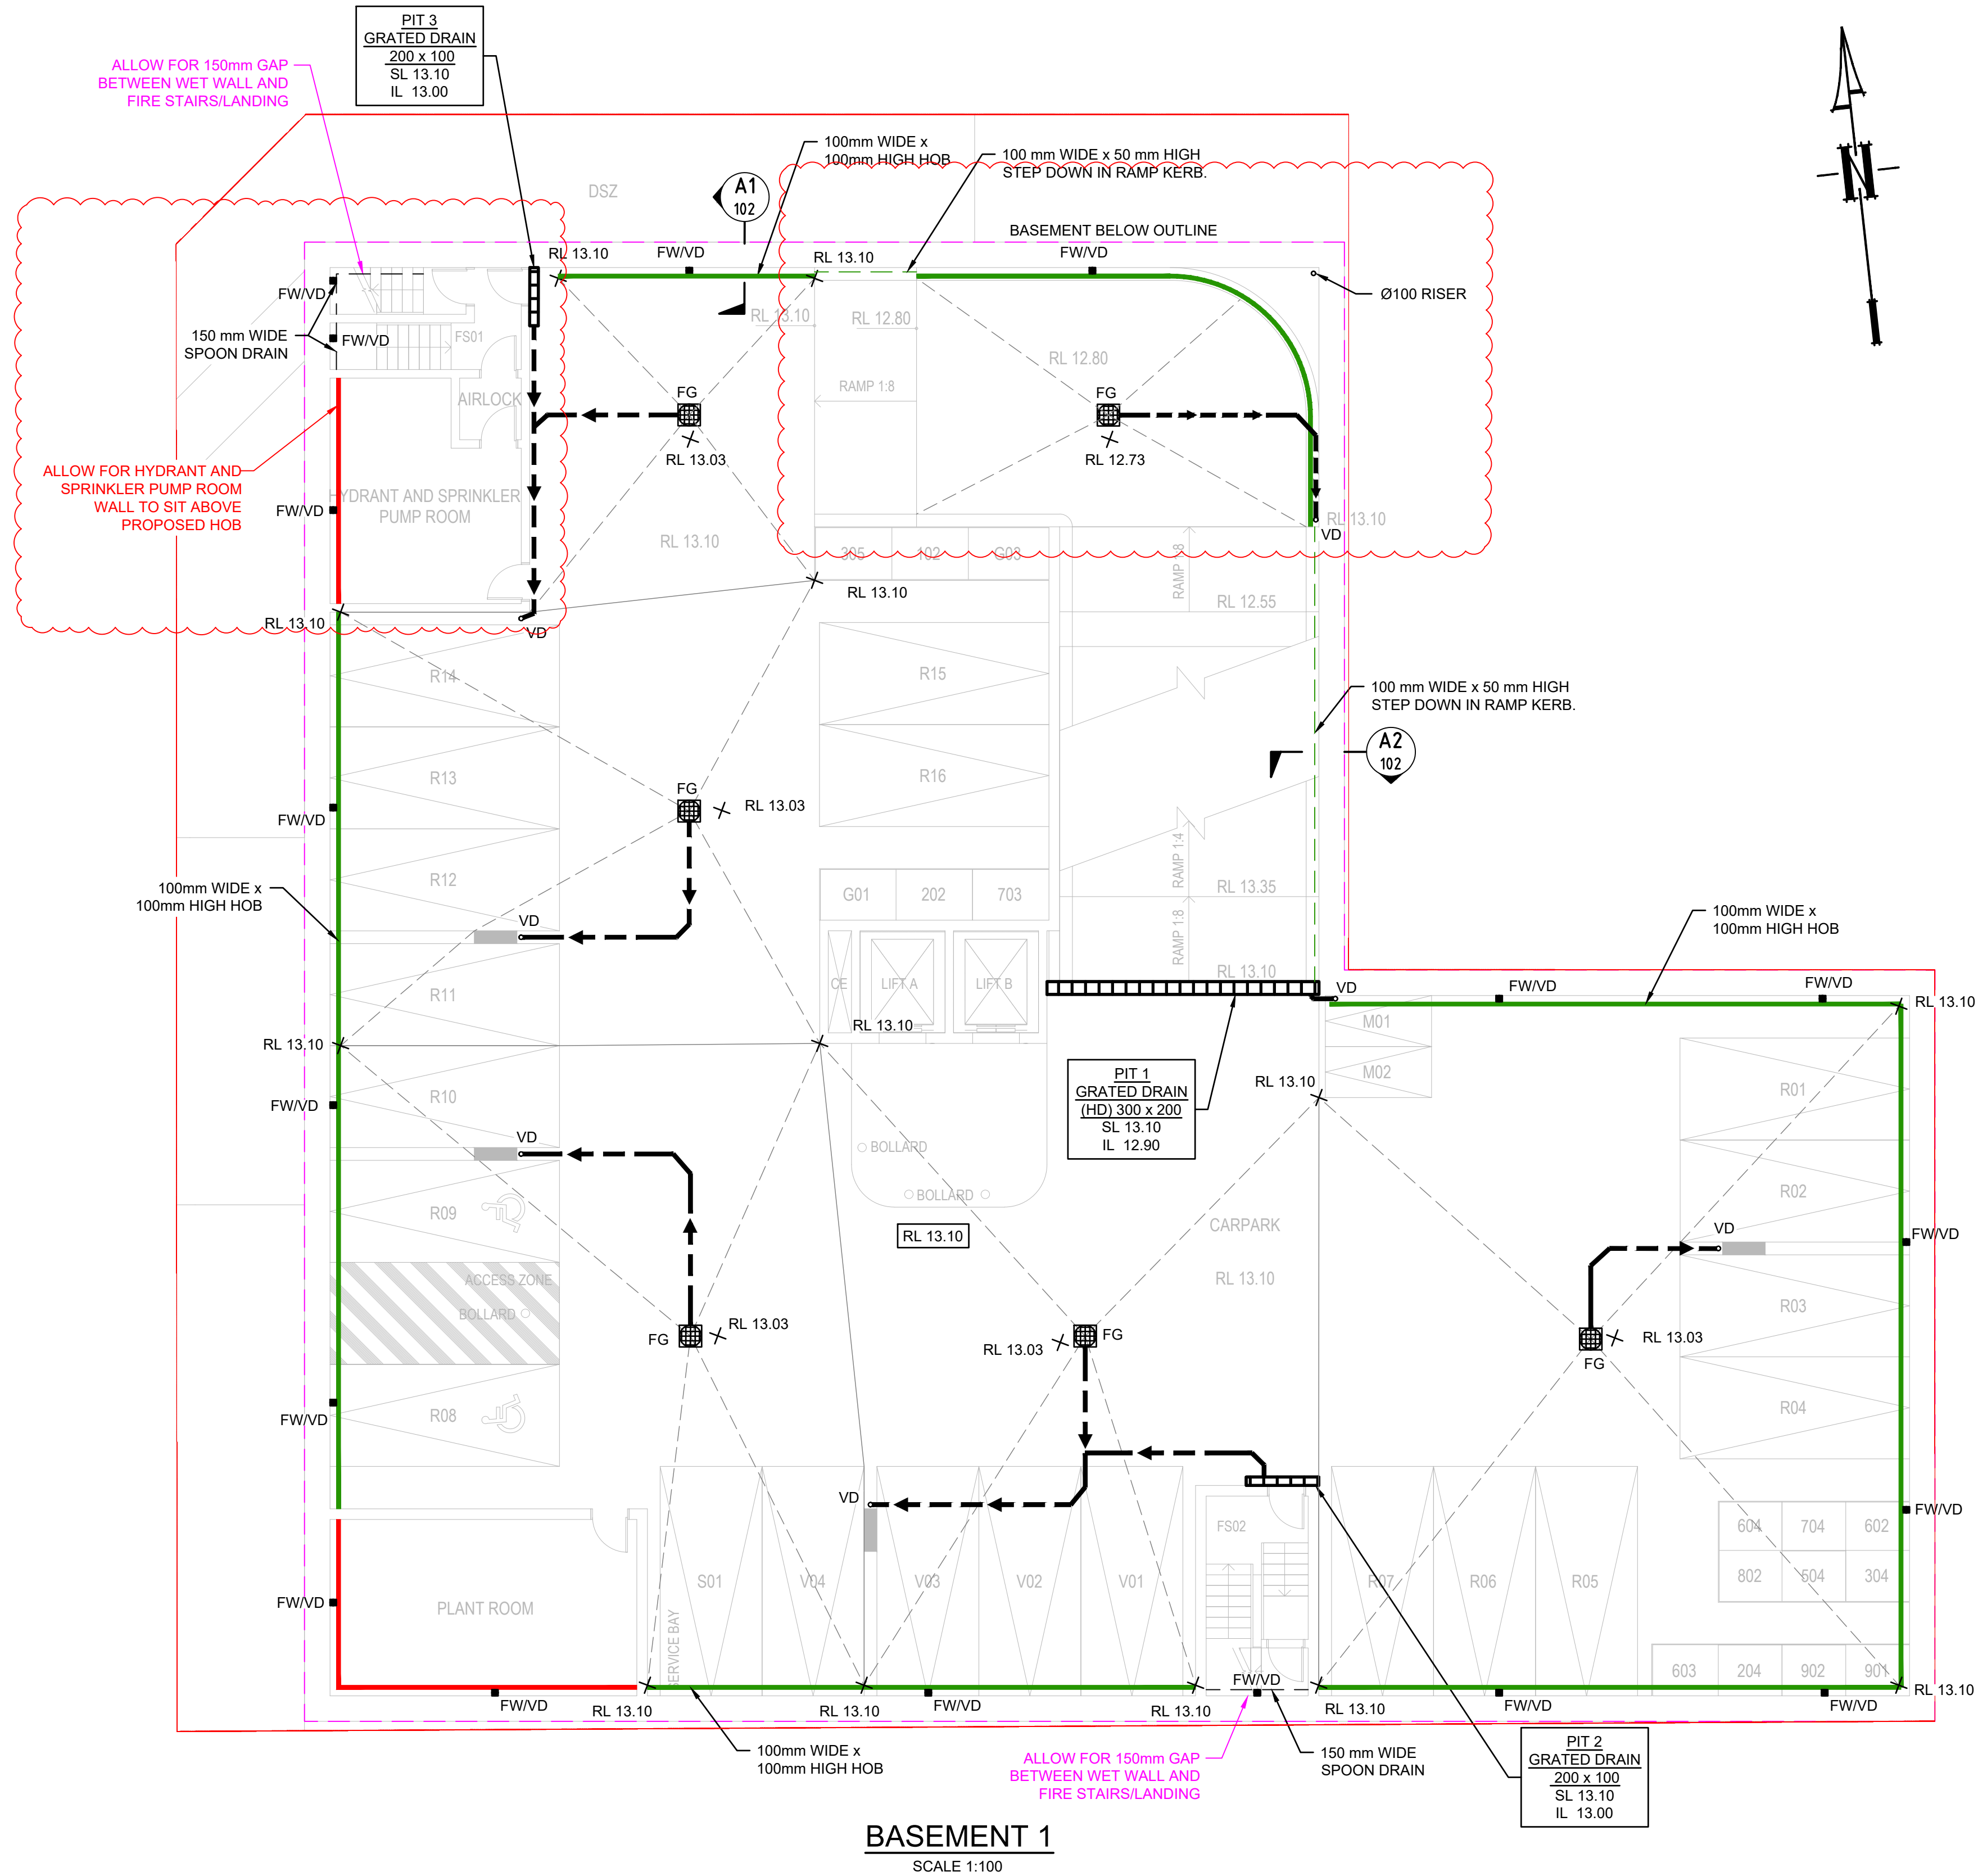 PIT 3
GRATED DRAIN
200 x 100
SL 13.10
IL 13.00
ALLOW FOR 150mm GAP
BETWEEN WET WALL AND
FIRE STAIRS/LANDING
100mm WIDE x
100mm HIGH HOB
100 mm WIDE x 50 mm HIGH
STEP DOWN IN RAMP KERB.
DSZ
A1
102
BASEMENT BELOW OUTLINE
RL 13.10
FW/VD
RL 13.10
FW/VD
N
FW/VD
Ø100 RISER
150 mm WIDE
SPOON DRAIN
FW/VD
FS01
RL 13.10
RL 12.80
RL 12.80
RAMP 1:8
AIRLOCK
FG
FG
RL 13.03
RL 12.73
ALLOW FOR HYDRANT AND
SPRINKLER PUMP ROOM
WALL TO SIT ABOVE
PROPOSED HOB
HYDRANT AND SPRINKLER
PUMP ROOM
FW/VD
RL 13.10
RL 13.10
VD
305
102
G03
RAMP 1:8
RL 13.10
RL 12.55
RL 13.10
VD
R14
R15
100 mm WIDE x 50 mm HIGH
STEP DOWN IN RAMP KERB.
A2
102
R13
R16
FG
RL 13.03
FW/VD
RAMP 1:4
RL 13.35
R12
G01
202
703
100mm WIDE x
100mm HIGH HOB
VD
100mm WIDE x
100mm HIGH HOB
RAMP 1:8
RL 13.10
R11
CE
LIFT A
LIFT B
VD
FW/VD
FW/VD
RL 13.10
RL 13.10
RL 13.10
M01
M02
PIT 1
GRATED DRAIN
(HD) 300 x 200
SL 13.10
IL 12.90
RL 13.10
R01
FW/VD
R10
VD
BOLLARD
BOLLARD
R09
R02
CARPARK
RL 13.10
VD
FW/VD
RL 13.10
ACCESS ZONE
BOLLARD
R03
FG
RL 13.03
RL 13.03
FG
RL 13.03
FG
FW/VD
R08
R04
VD
FS02
FW/VD
604
704
602
802
504
304
S01
V04
V03
V02
V01
R07
R06
R05
FW/VD
PLANT ROOM
SERVICE BAY
603
204
902
901
FW/VD
RL 13.10
RL 13.10
FW/VD
RL 13.10
FW/VD
RL 13.10
FW/VD
FW/VD
RL 13.10
100mm WIDE x
100mm HIGH HOB
ALLOW FOR 150mm GAP
BETWEEN WET WALL AND
FIRE STAIRS/LANDING
150 mm WIDE
SPOON DRAIN
PIT 2
GRATED DRAIN
200 x 100
SL 13.10
IL 13.00
BASEMENT 1
SCALE 1:100